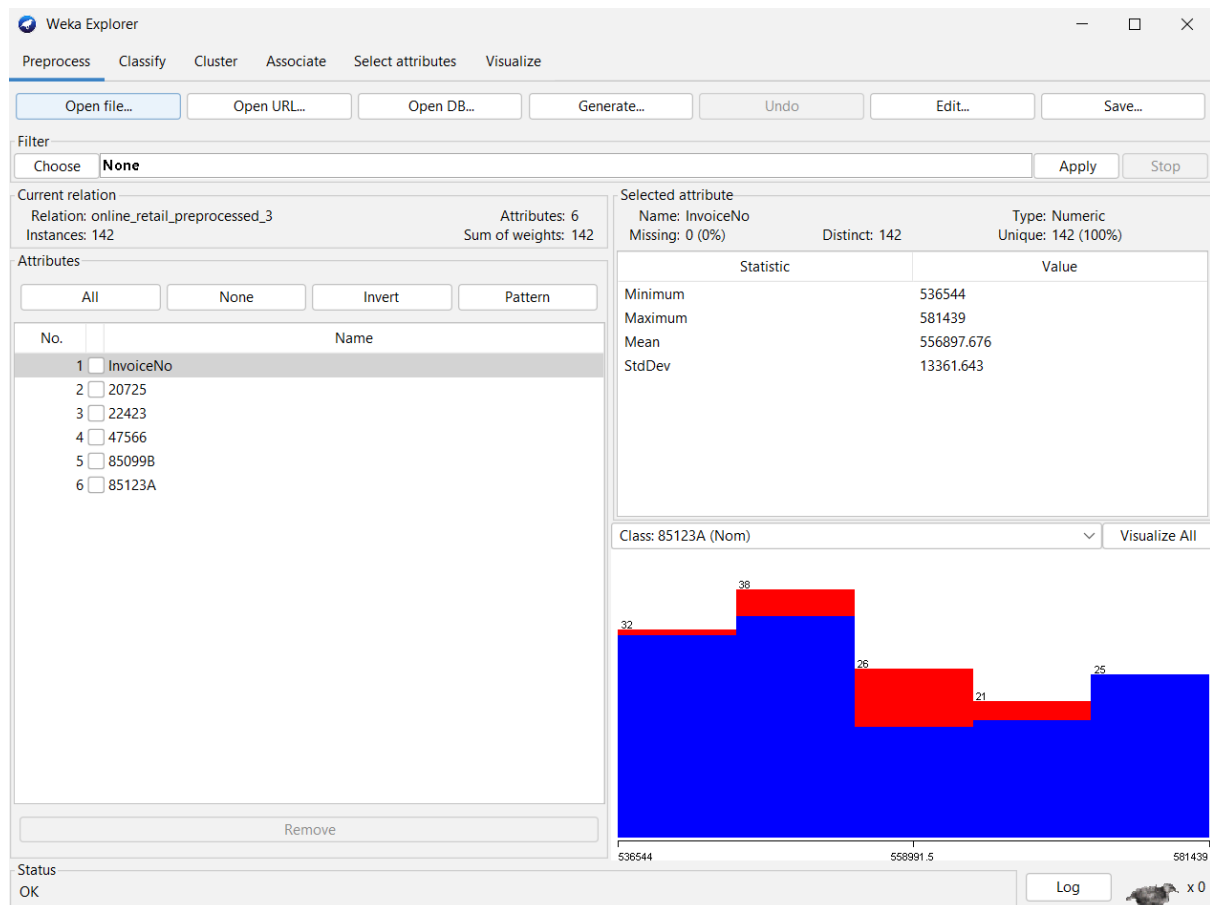 Weka Explorer
Preprocess Classify Cluster Associate Select attributes Visualize
Open file... Open URL... Open DB... Generate... Undo Edit... Save...
Filter
Choose None Apply Stop
Current relation
Relation: online_retail_preprocessed_3 Attributes: 6
Instances: 142 Sum of weights: 142
Attributes
All None Invert Pattern
No. Name
1 InvoiceNo
2 20725
3 22423
4 47566
5 85099B
6 85123A
Remove
Selected attribute
Name: InvoiceNo Type: Numeric
Missing: 0 (0%) Distinct: 142 Unique: 142 (100%)
Statistic Value
Minimum 536544
Maximum 581439
Mean 556897.676
StdDev 13361.643
Class: 85123A (Nom) Visualize All
32 38 26 21 25
536544 558991.5 581439
Status
OK Log x 0